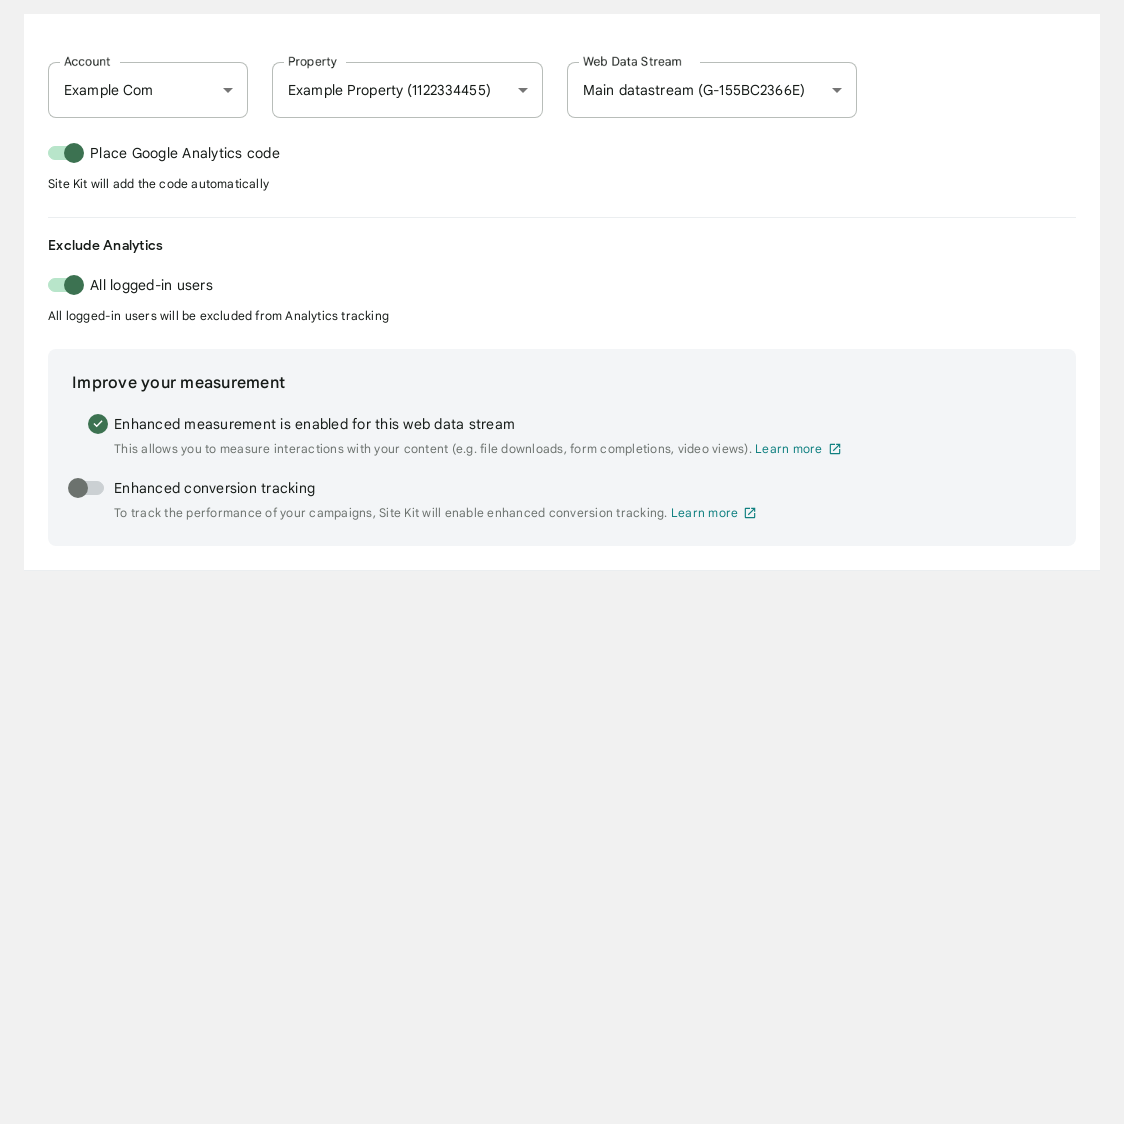 Account
Example Com
Property
Example Property (1122334455)
Web Data Stream
Main datastream (G-155BC2366E)
Place Google Analytics code
Site Kit will add the code automatically
Exclude Analytics
All logged-in users
All logged-in users will be excluded from Analytics tracking
Improve your measurement
Enhanced measurement is enabled for this web data stream
This allows you to measure interactions with your content (e.g. file downloads, form completions, video views). Learn more
Enhanced conversion tracking
To track the performance of your campaigns, Site Kit will enable enhanced conversion tracking. Learn more